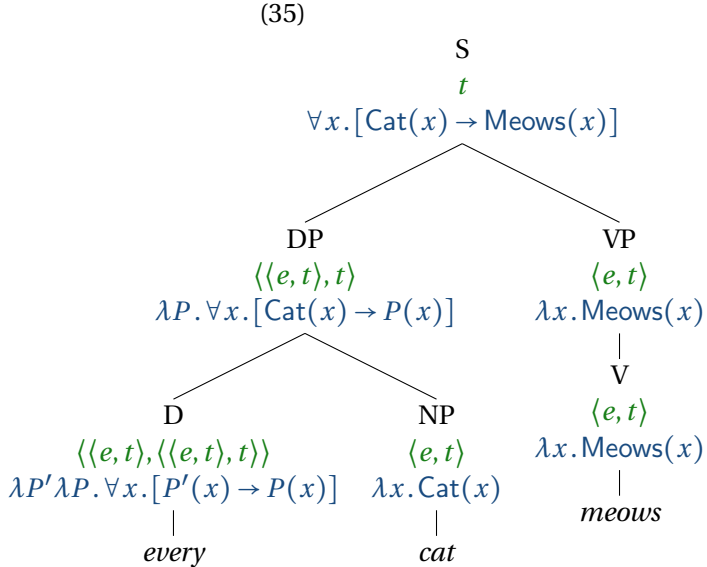 (35)
S
t
∀x.[Cat(x) → Meows(x)]
DP VP
⟨⟨e, t⟩, t⟩ ⟨e, t⟩
λP.∀x.[Cat(x) → P(x)] λx.Meows(x)
V
D NP ⟨e, t⟩
⟨⟨e, t⟩,⟨⟨e, t⟩, t⟩⟩ ⟨e, t⟩ λx.Meows(x)
λP′λP.∀x.[P′(x) → P(x)] λx.Cat(x)
meows
every cat